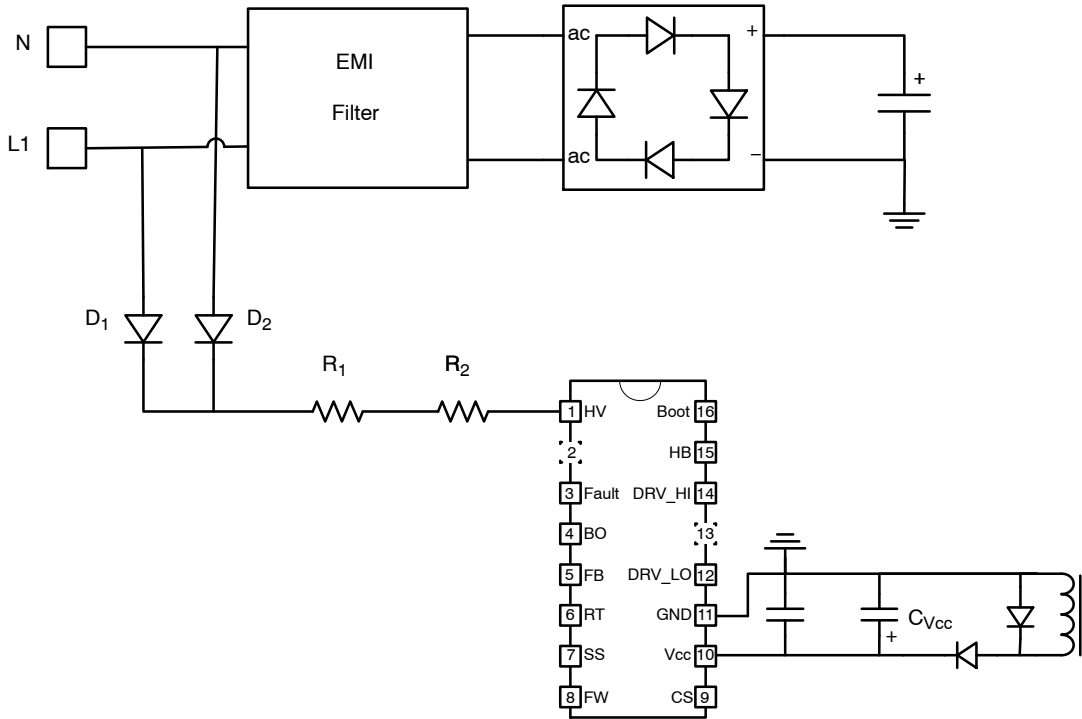 N
EMI
Filter
L1
ac
+
ac
−
+
D1
D2
R1
R2
1 HV
Boot 16
2
HB 15
3 Fault
DRV_HI 14
4 BO
13
5 FB
DRV_LO 12
6 RT
GND 11
7 SS
Vcc 10
8 FW
CS 9
CVcc
+